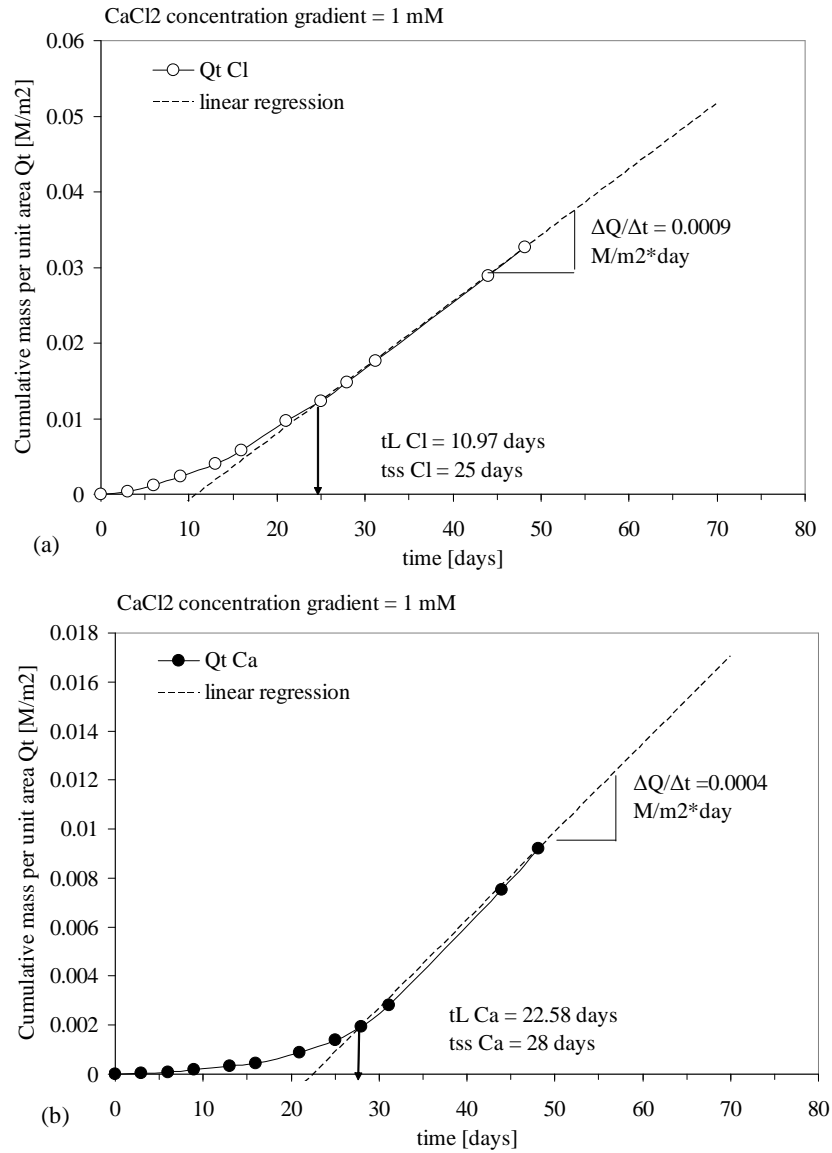 CaCl2 concentration gradient = 1 mM
0.06
0.05
0.04
0.03
0.02
0.01
0
Cumulative mass per unit area Qt [M/m2]
Qt Cl
linear regression
ΔQ/Δt = 0.0009
M/m2*day
tL Cl = 10.97 days
tss Cl = 25 days
0 10 20 30 40 50 60 70 80
time [days]
(a)
CaCl2 concentration gradient = 1 mM
0.018
0.016
0.014
0.012
0.01
0.008
0.006
0.004
0.002
0
Cumulative mass per unit area Qt [M/m2]
Qt Ca
linear regression
ΔQ/Δt =0.0004
M/m2*day
tL Ca = 22.58 days
tss Ca = 28 days
0 10 20 30 40 50 60 70 80
time [days]
(b)